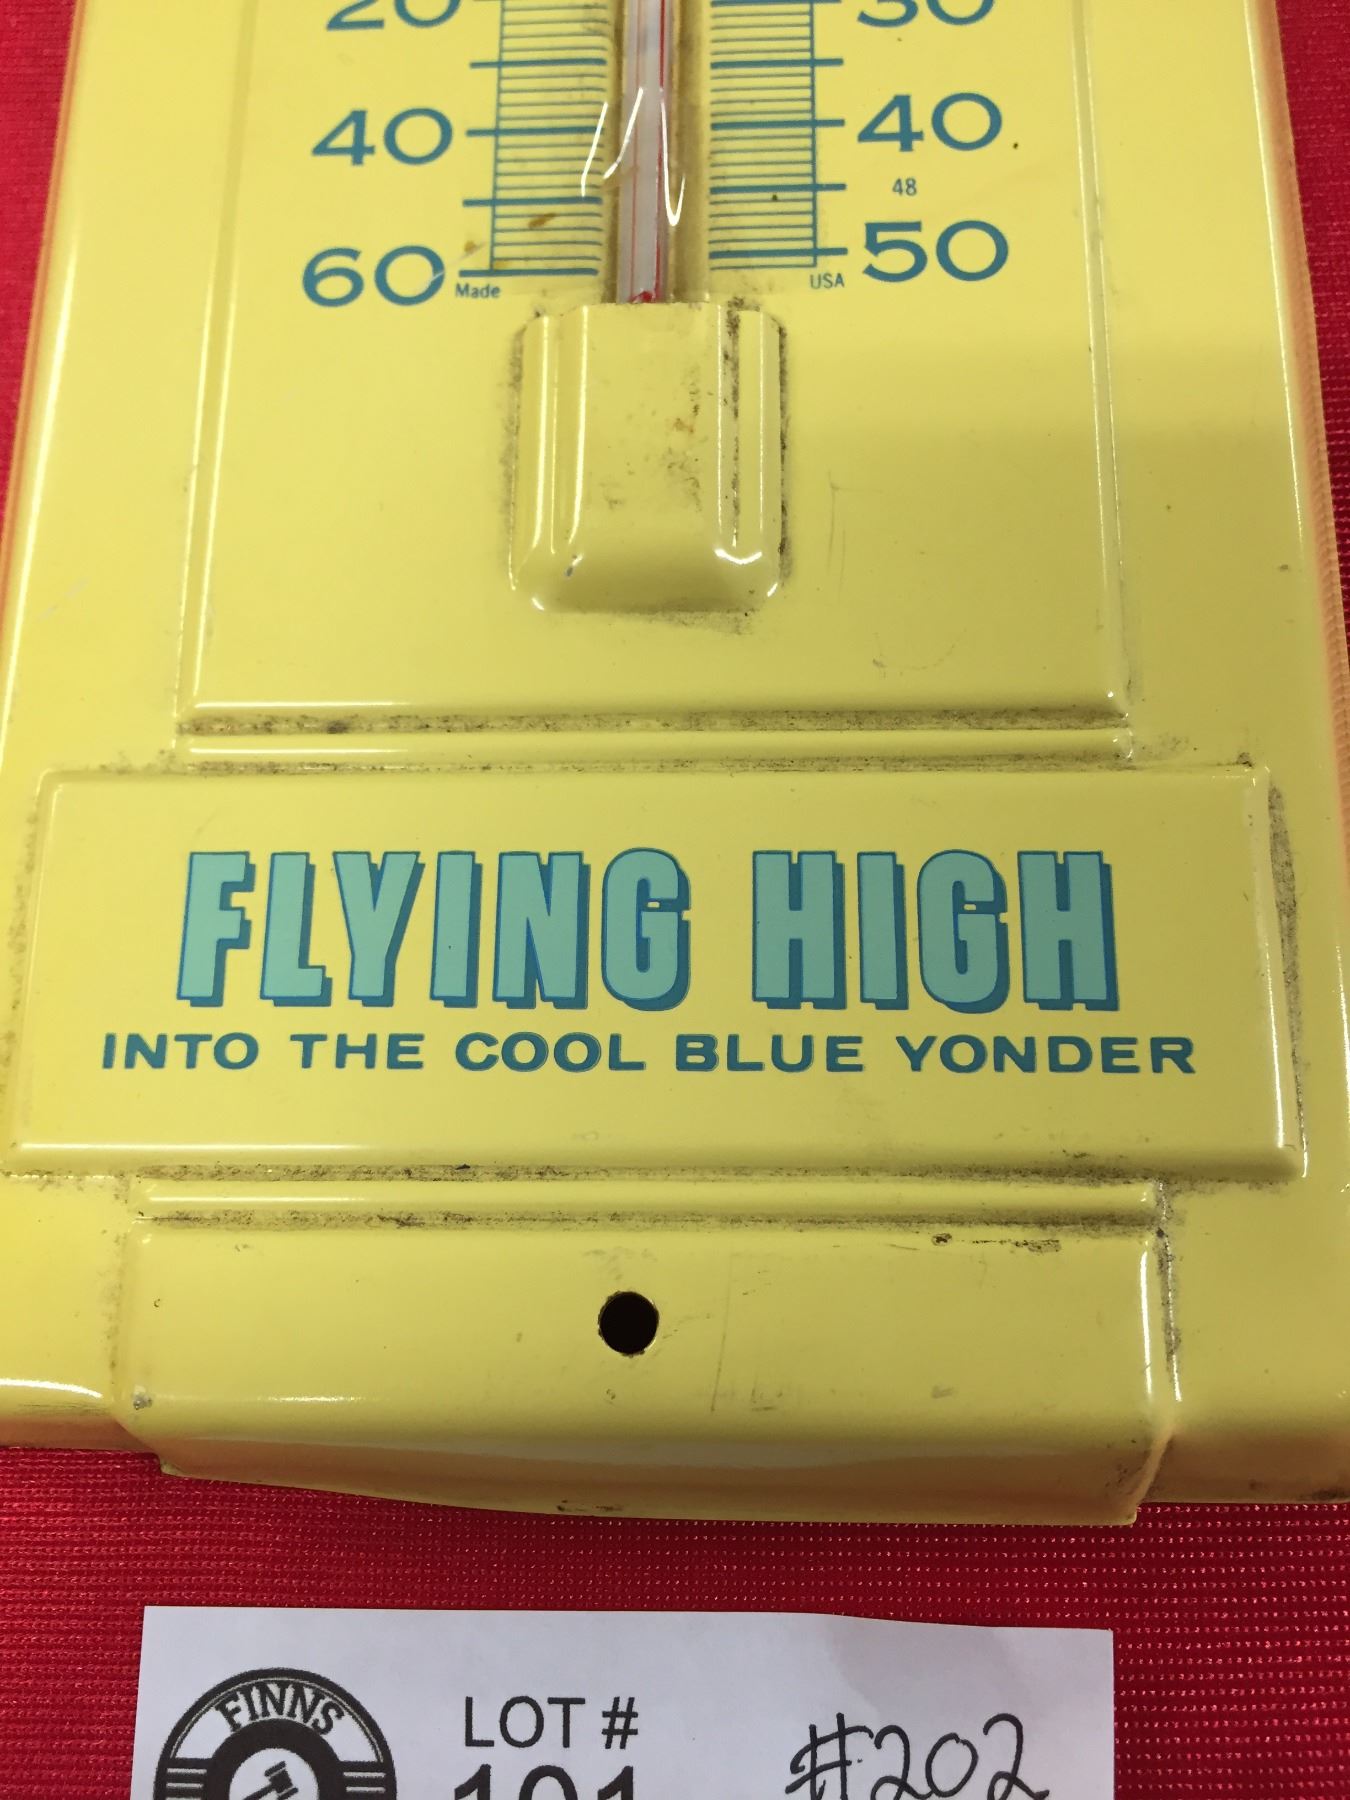 20 30
40 40
48
60 Made USA 50
FLYING HIGH
INTO THE COOL BLUE YONDER
FINNS
LOT #
101
#202